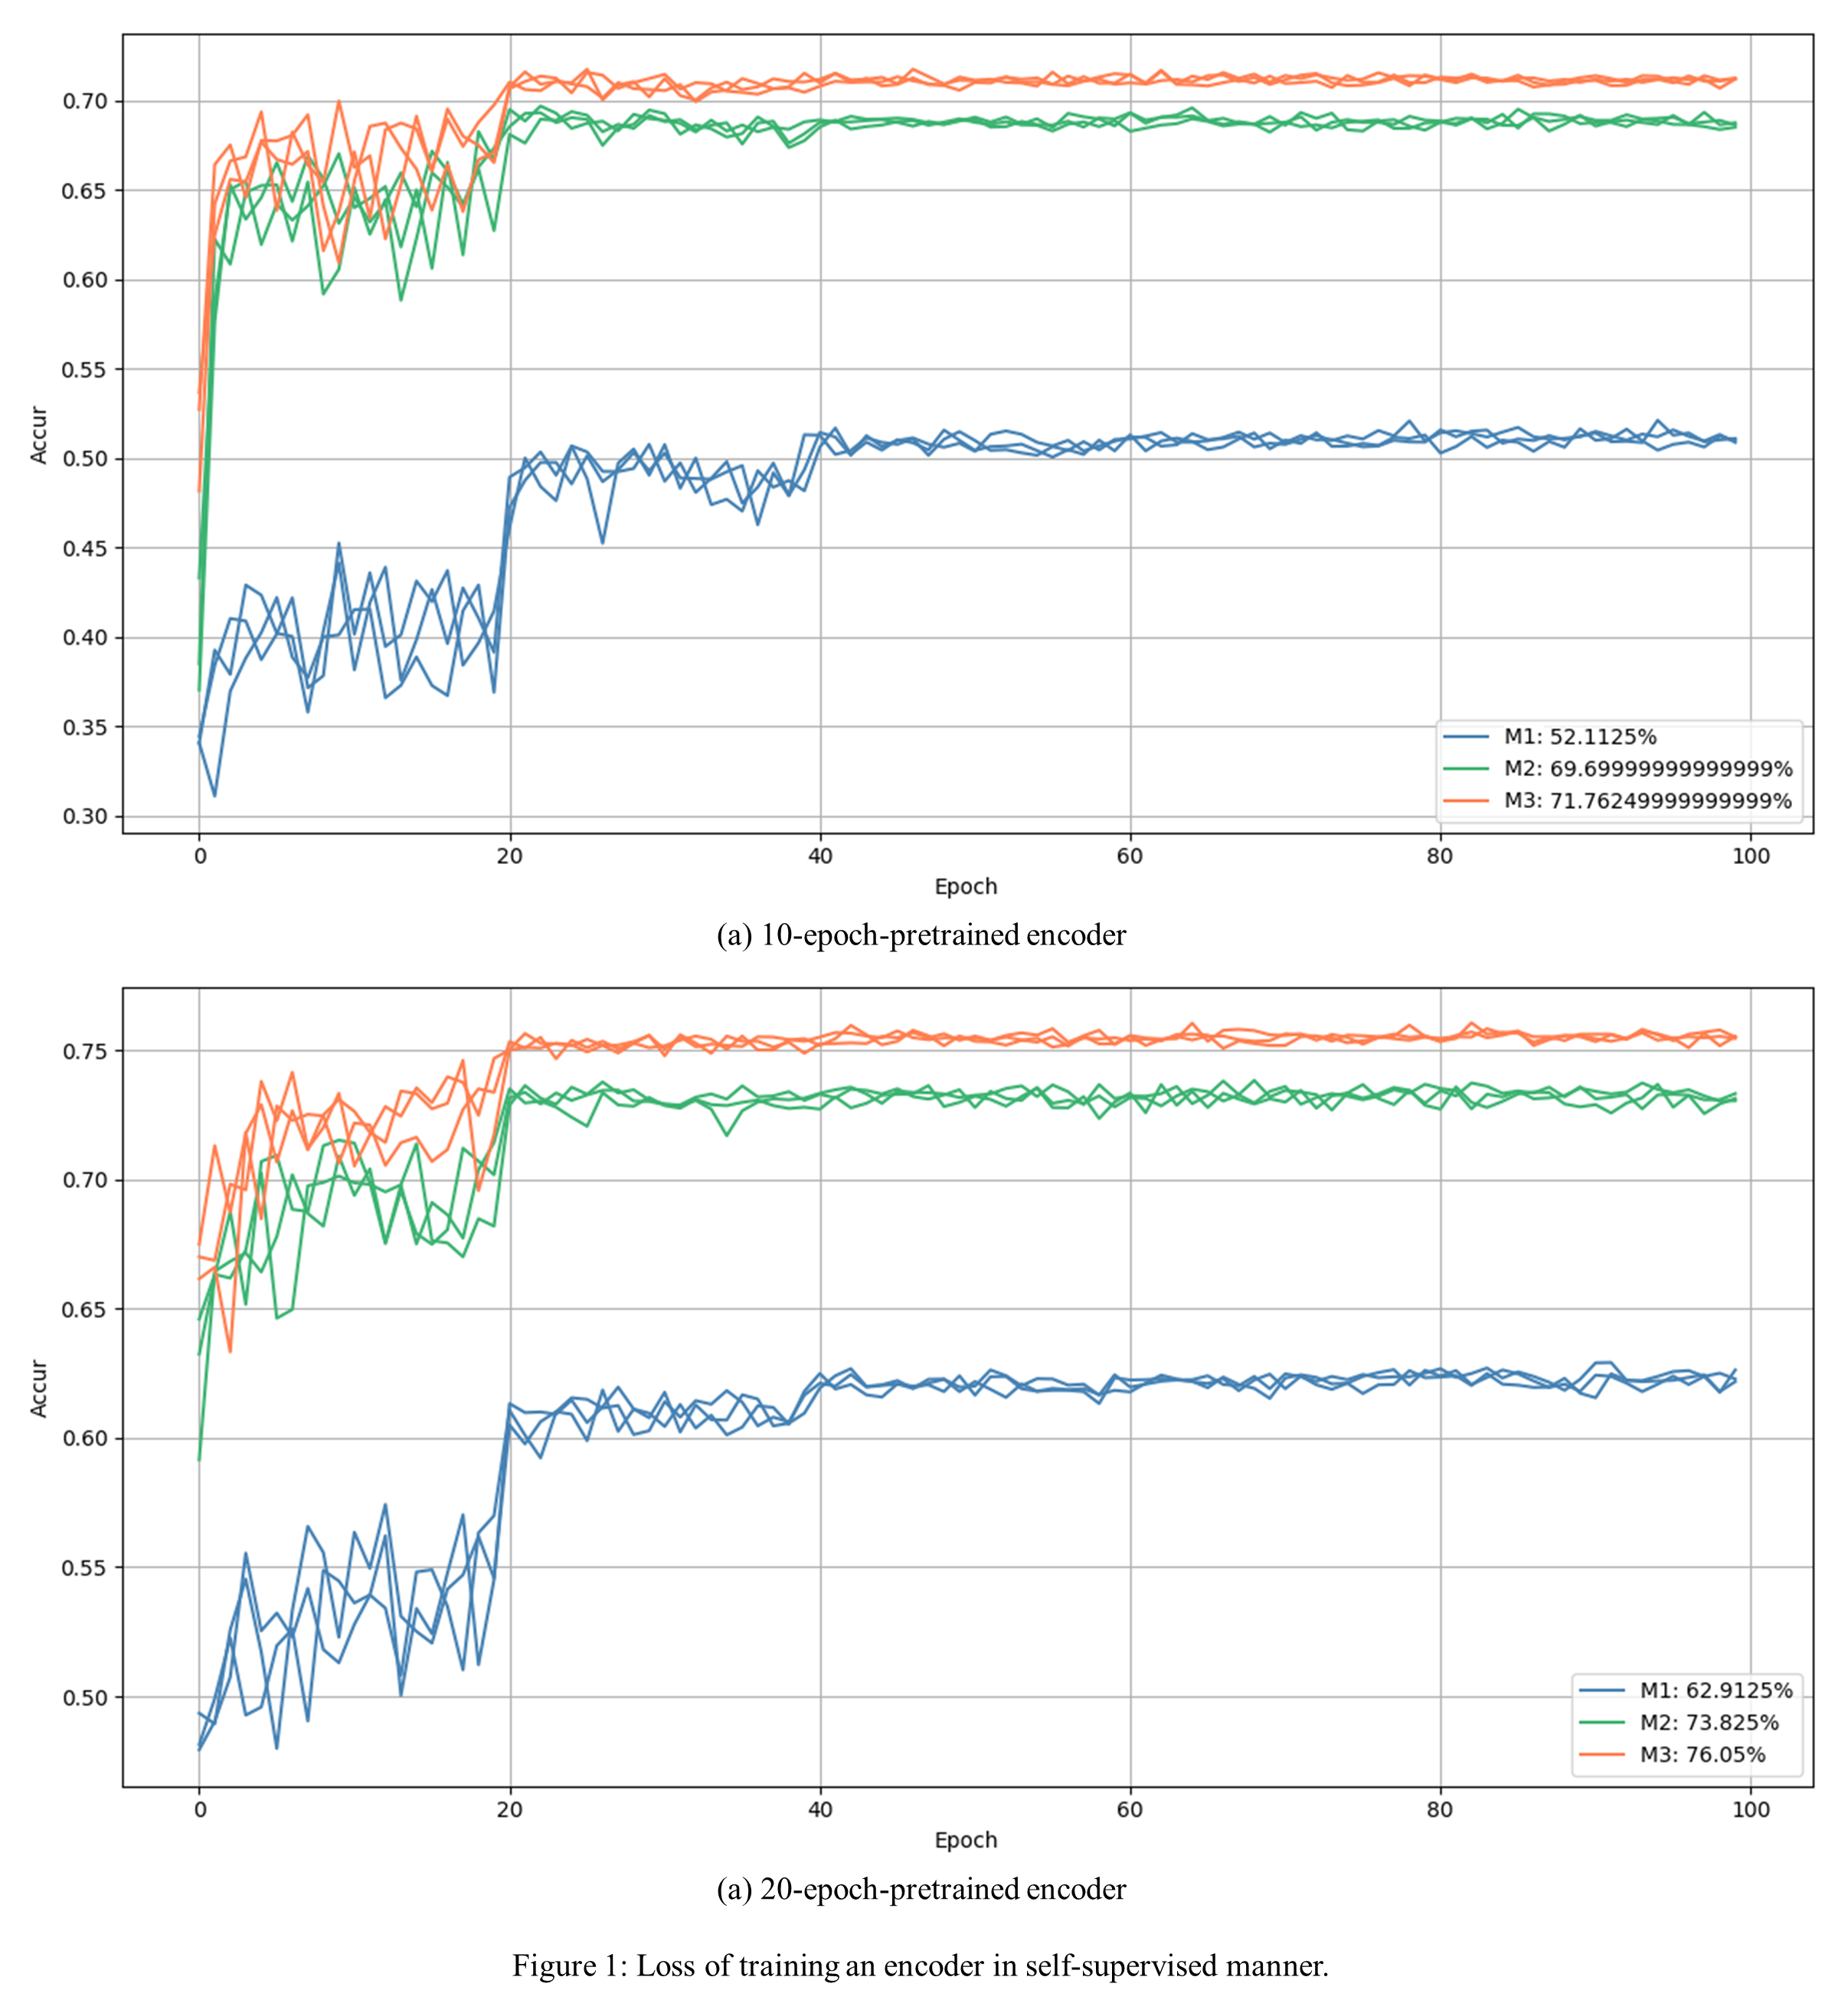 0.70
0.65
0.60
0.55
0.50
0.45
0.40
0.35
0.30
Accur
M1: 52.1125%
M2: 69.69999999999999%
M3: 71.76249999999999%
0 20 40 60 80 100
Epoch
(a) 10-epoch-pretrained encoder
0.75
0.70
0.65
0.60
0.55
0.50
Accur
M1: 62.9125%
M2: 73.825%
M3: 76.05%
0 20 40 60 80 100
Epoch
(a) 20-epoch-pretrained encoder
Figure 1: Loss of training an encoder in self-supervised manner.